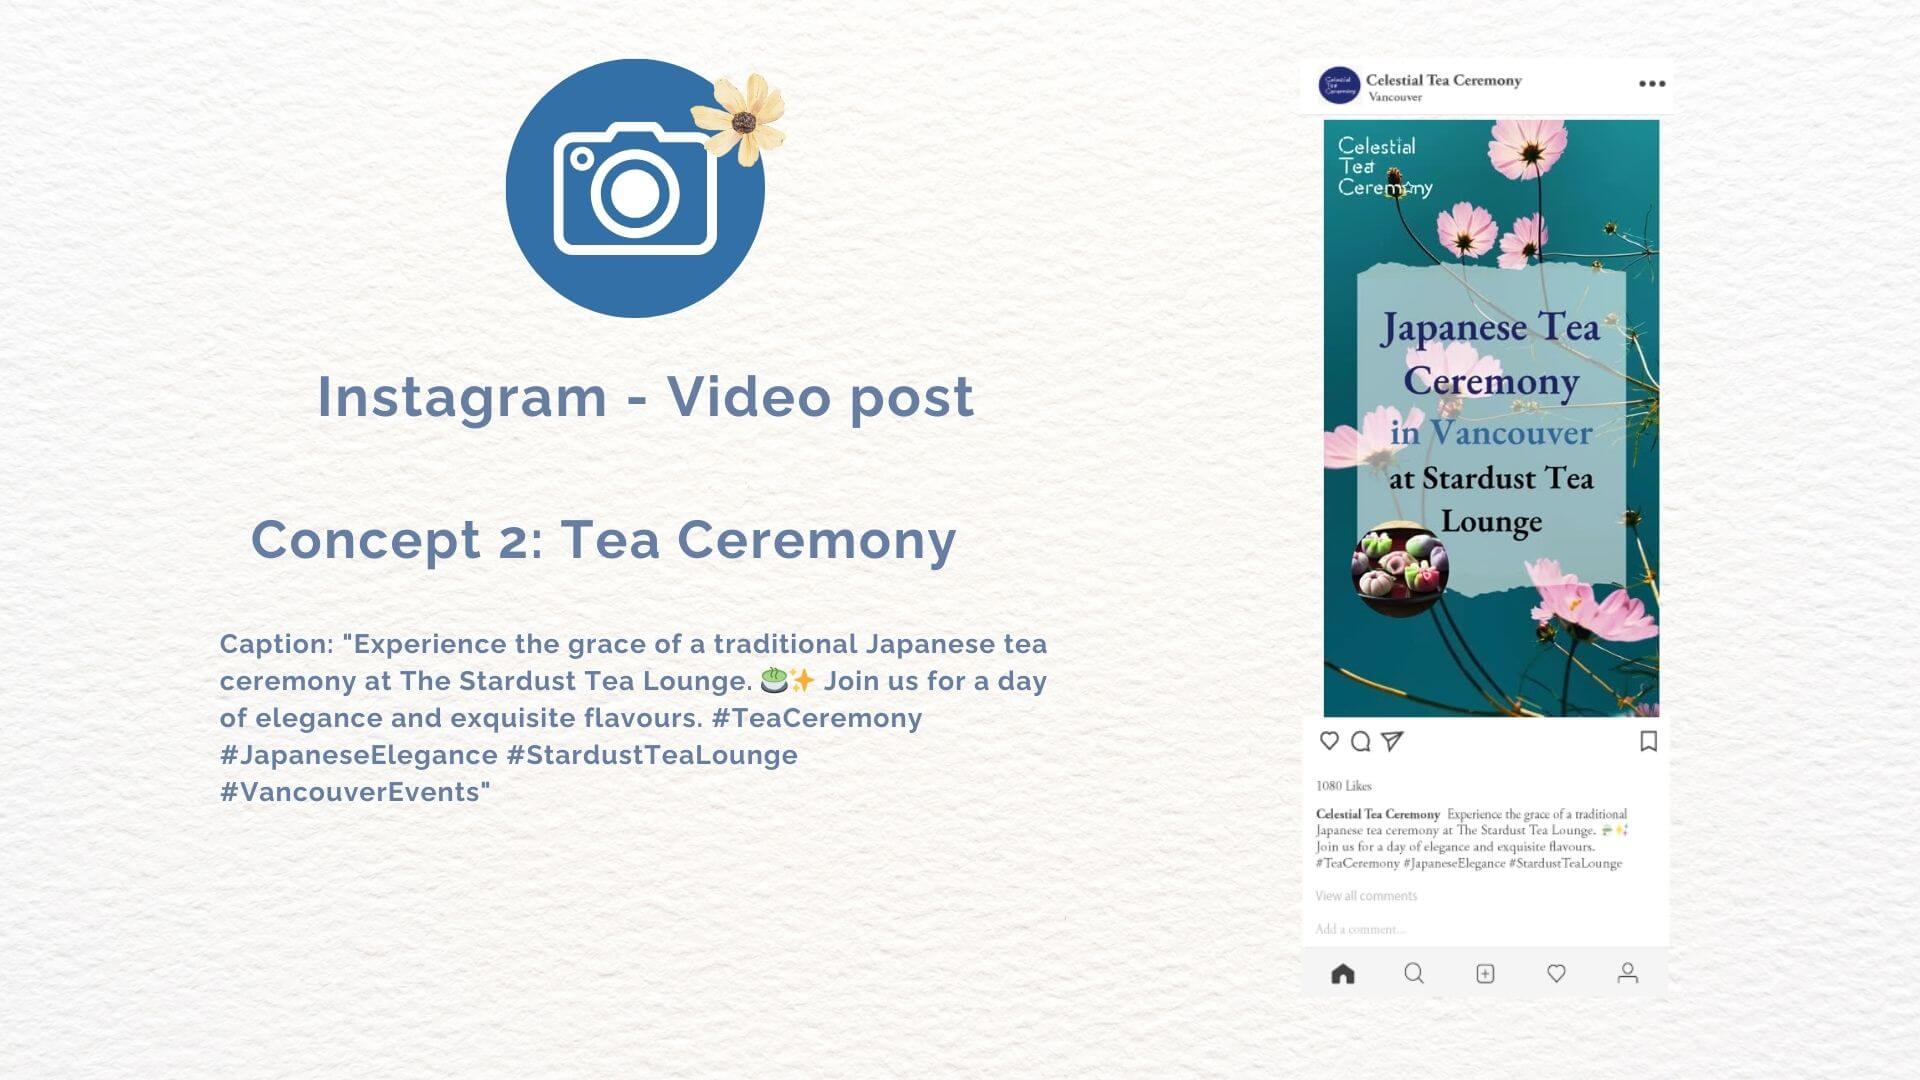 Instagram - Video post
Concept 2: Tea Ceremony
Caption: "Experience the grace of a traditional Japanese tea
ceremony at The Stardust Tea Lounge. 🍵✨ Join us for a day
of elegance and exquisite flavours. #TeaCeremony
#JapaneseElegance #StardustTeaLounge
#VancouverEvents"
Celestial
Tea
Ceremony
Celestial Tea Ceremony
Vancouver
Celestial
Tea
Ceremony
Japanese Tea
Ceremony
in Vancouver
at Stardust Tea
Lounge
1080 Likes
Celestial Tea Ceremony Experience the grace of a traditional
Japanese tea ceremony at The Stardust Tea Lounge. 🍵✨
Join us for a day of elegance and exquisite flavours.
#TeaCeremony #JapaneseElegance #StardustTeaLounge
View all comments
Add a comment...